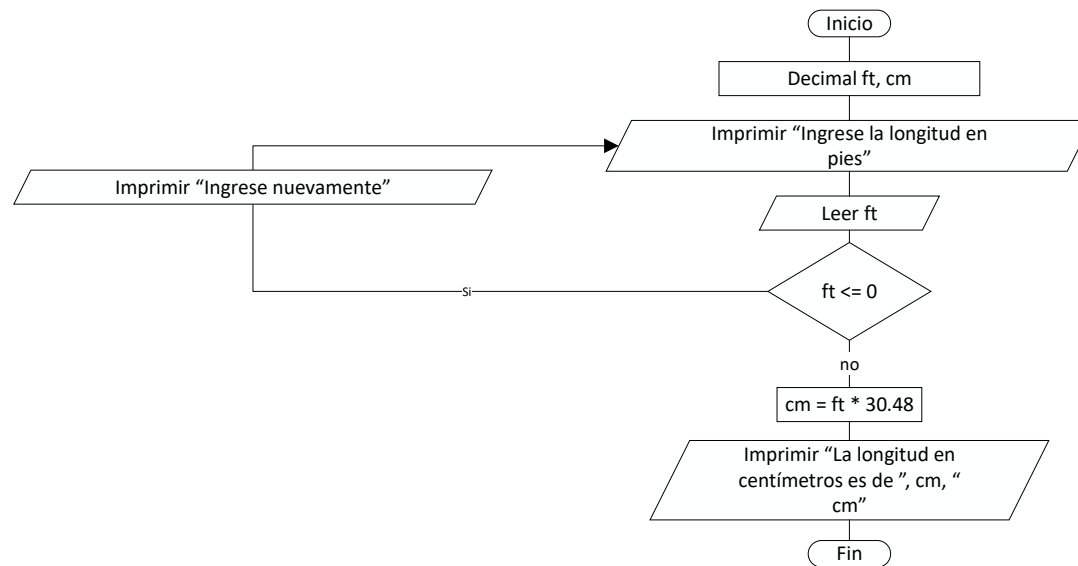 Inicio
Decimal ft, cm
Imprimir “Ingrese la longitud en
pies”
Imprimir “Ingrese nuevamente”
Leer ft
ft <= 0
Si
no
cm = ft * 30.48
Imprimir “La longitud en
centímetros es de ”, cm, “
cm”
Fin